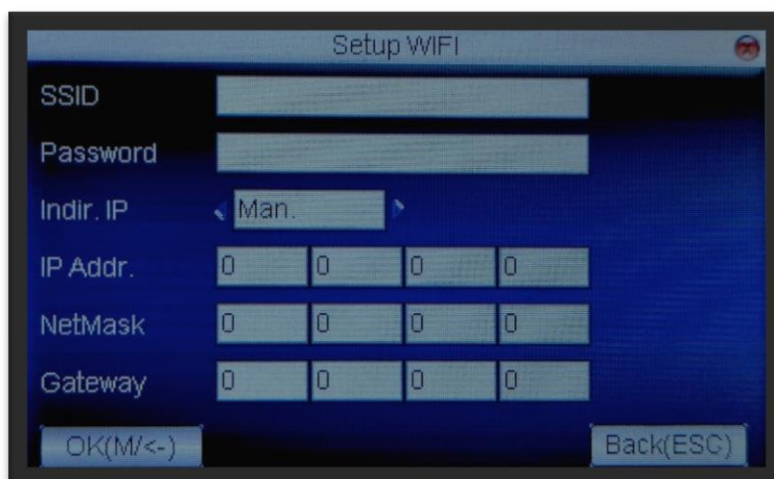 Setup WIFI
SSID
Password
Indir. IP Man.
IP Addr. 0 0 0 0
NetMask 0 0 0 0
Gateway 0 0 0 0
OK(M/<-) Back(ESC)